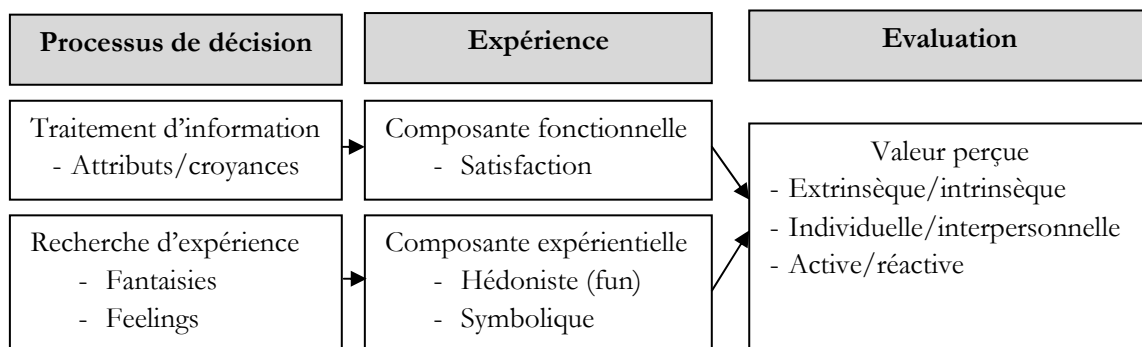 Processus de décision
Expérience
Evaluation
Traitement d’information
- Attributs/croyances
Composante fonctionnelle
- Satisfaction
Recherche d’expérience
- Fantaisies
- Feelings
Composante expérientielle
- Hédoniste (fun)
- Symbolique
Valeur perçue
- Extrinsèque/intrinsèque
- Individuelle/interpersonnelle
- Active/réactive